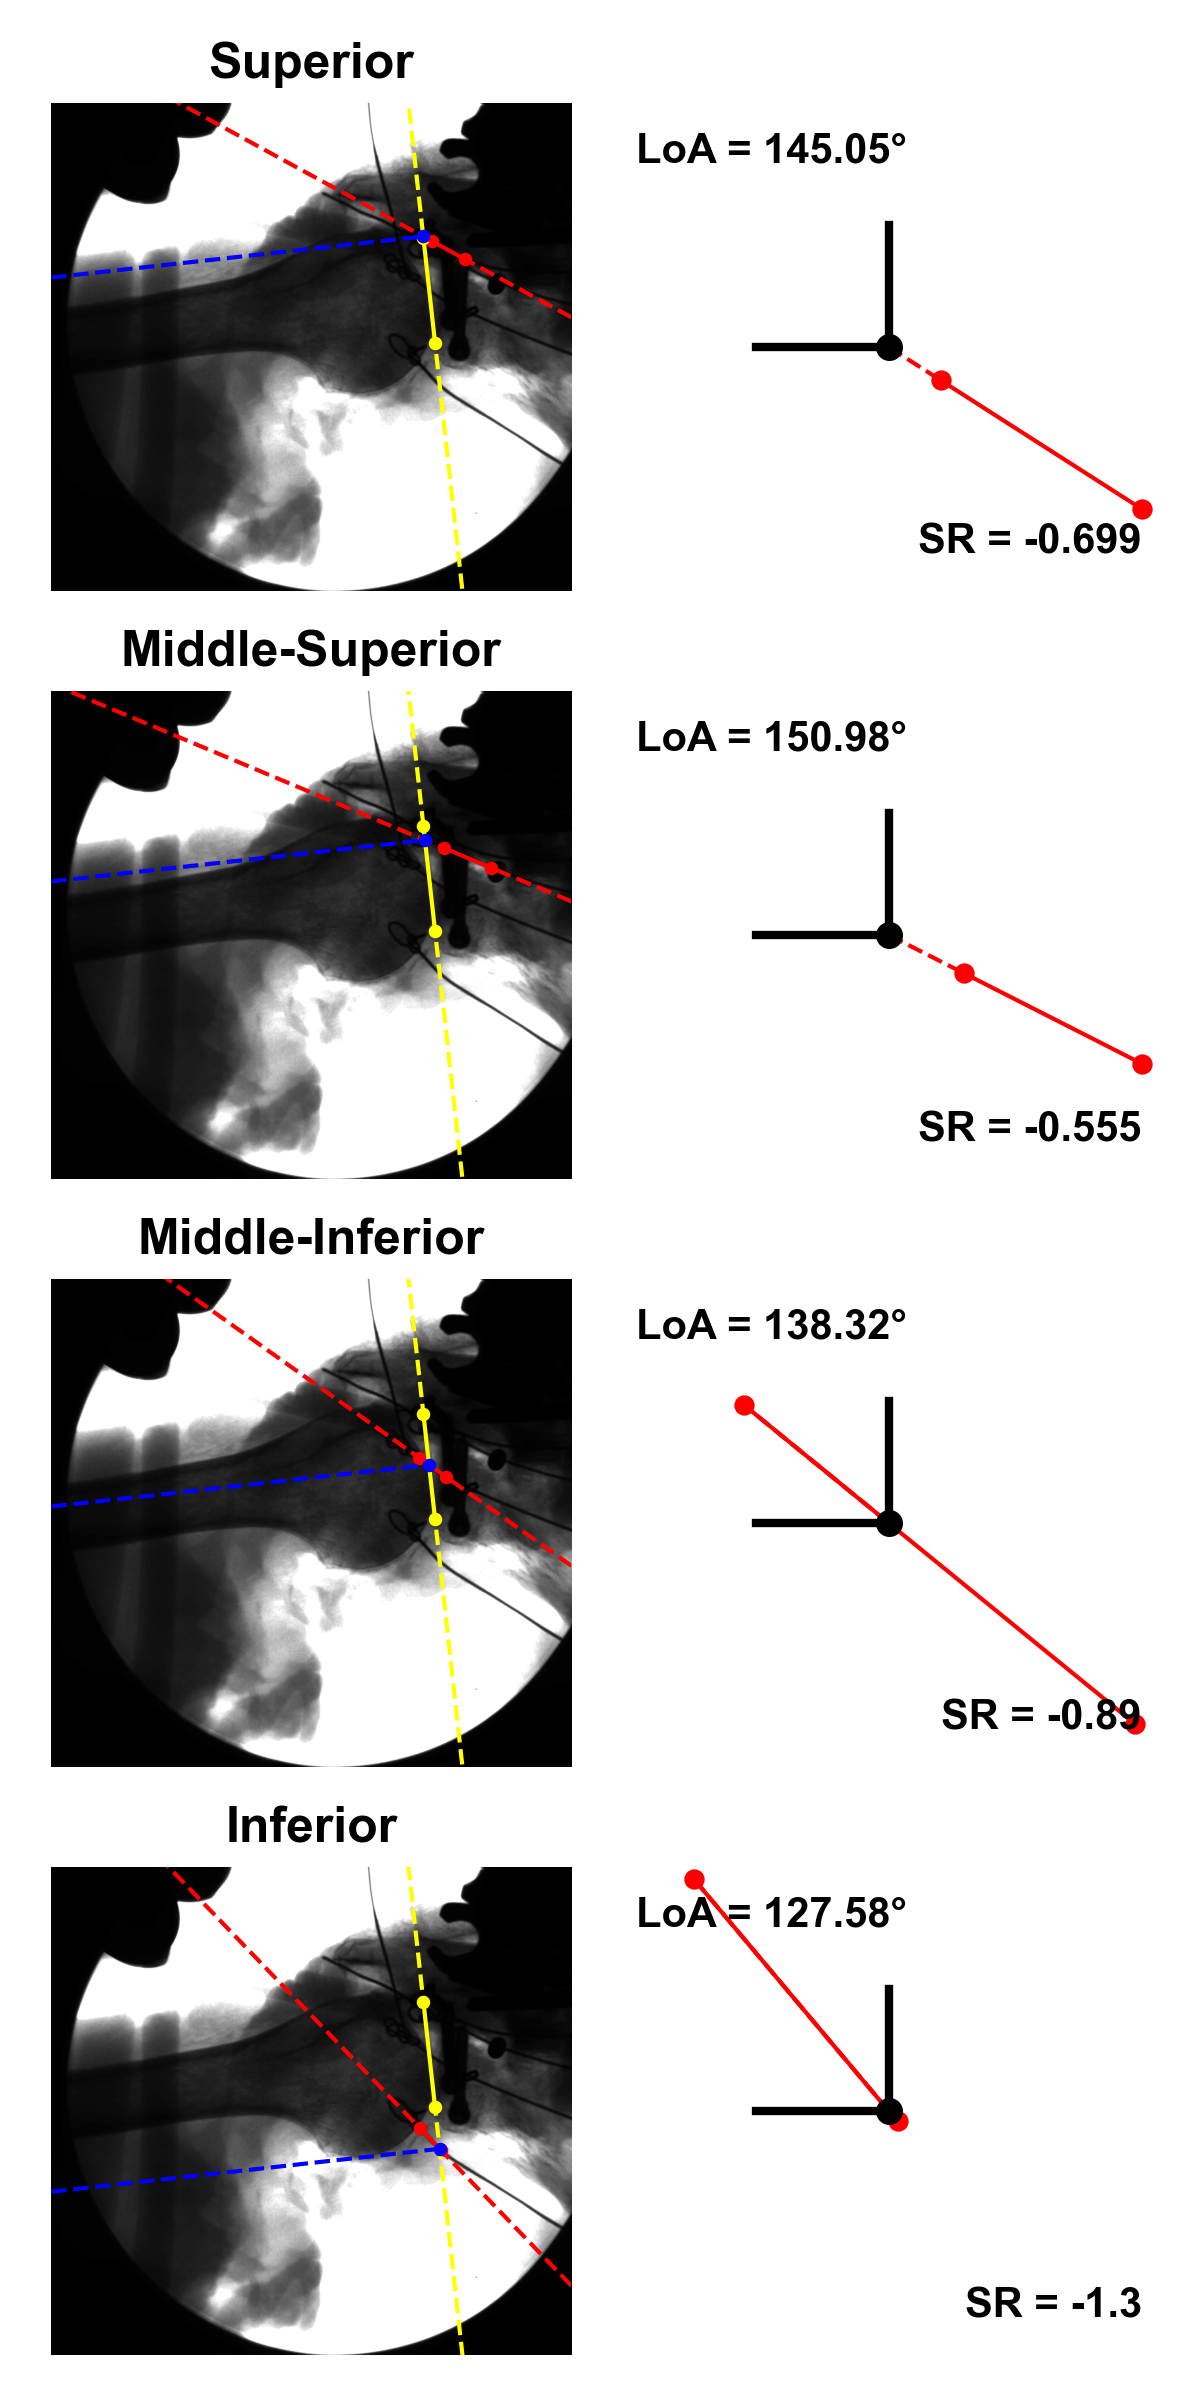 Superior
LoA = 145.05°
SR = -0.699
Middle-Superior
LoA = 150.98°
SR = -0.555
Middle-Inferior
LoA = 138.32°
SR = -0.89
Inferior
LoA = 127.58°
SR = -1.3